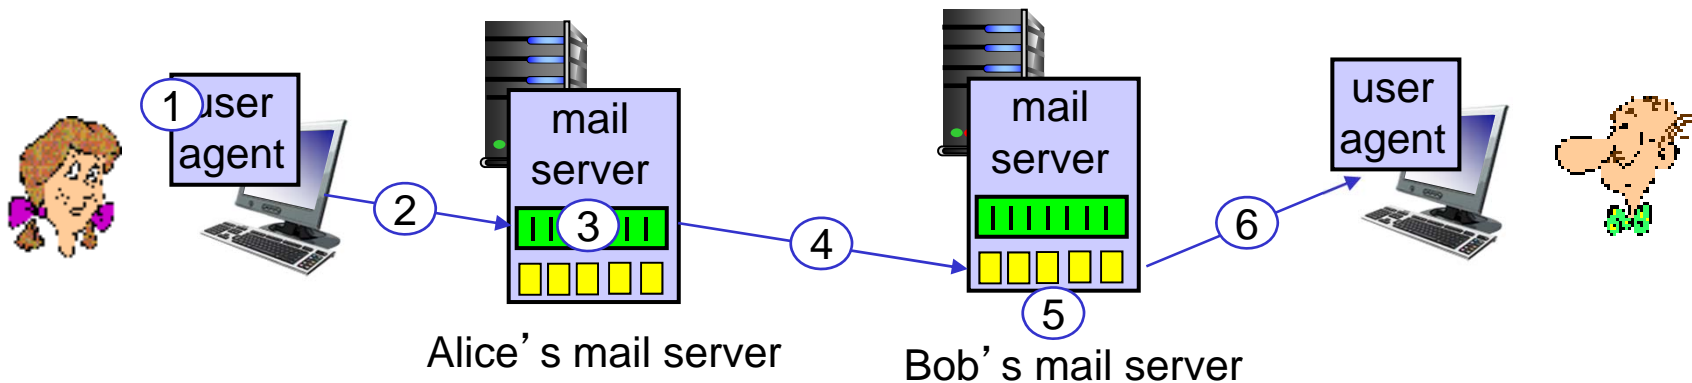 1
user
agent
2
mail
server
3
Alice’s mail server
4
mail
server
5
Bob’s mail server
6
user
agent